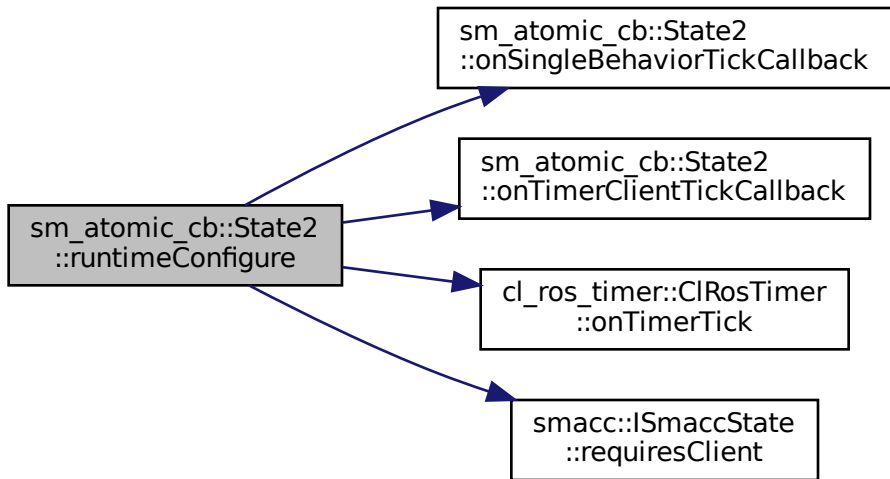 sm_atomic_cb::State2
::runtimeConfigure
sm_atomic_cb::State2
::onSingleBehaviorTickCallback
sm_atomic_cb::State2
::onTimerClientTickCallback
cl_ros_timer::ClRosTimer
::onTimerTick
smacc::ISmaccState
::requiresClient